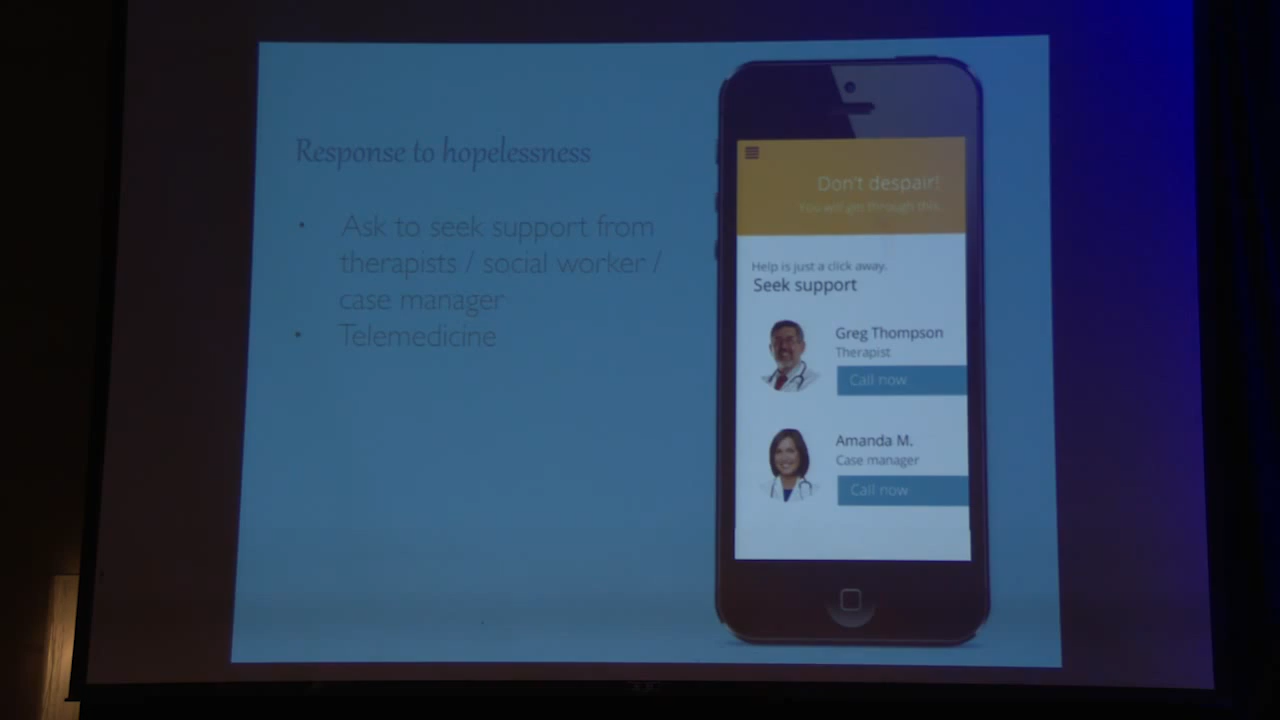 Response to hopelessness
• Ask to seek support from
therapists / social worker /
case manager
• Telemedicine
Don't despair!
You will get through this.
Help is just a click away.
Seek support
Greg Thompson
Therapist
Call now
Amanda M.
Case manager
Call now